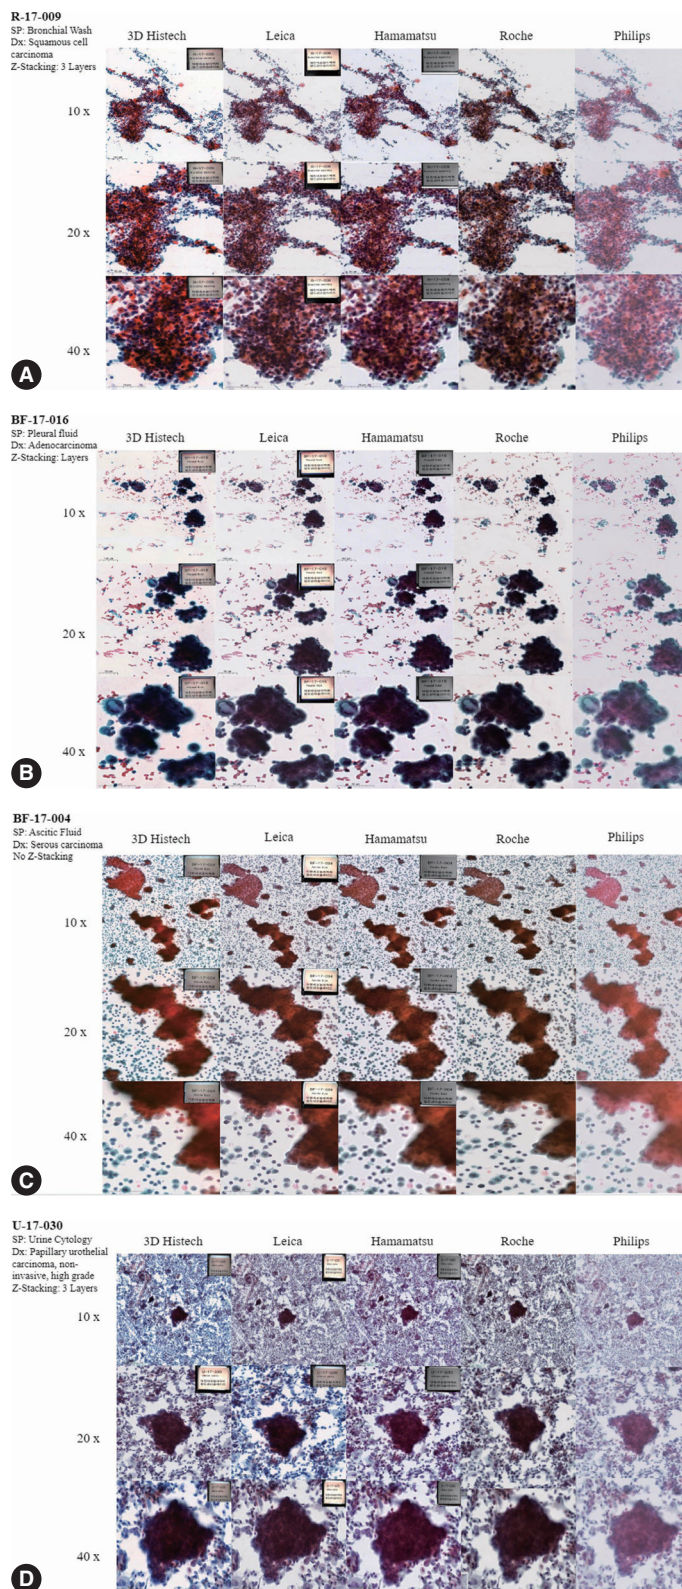 R-17-009
SP: Bronchial Wash
Dx: Squamous cell
carcinoma
Z-Stacking: 3 Layers
3D Histech Leica Hamamatsu Roche Philips
10 x
20 x
40 x
A
BF-17-016
SP: Pleural fluid
Dx: Adenocarcinoma
Z-Stacking: Layers
3D Histech Leica Hamamatsu Roche Philips
10 x
20 x
40 x
B
BF-17-004
SP: Ascitic Fluid
Dx: Serous carcinoma
No Z-Stacking
3D Histech Leica Hamamatsu Roche Philips
10 x
20 x
40 x
C
U-17-030
SP: Urine Cytology
Dx: Papillary urothelial
carcinoma, non-
invasive, high grade
Z-Stacking: 3 Layers
3D Histech Leica Hamamatsu Roche Philips
10 x
20 x
40 x
D